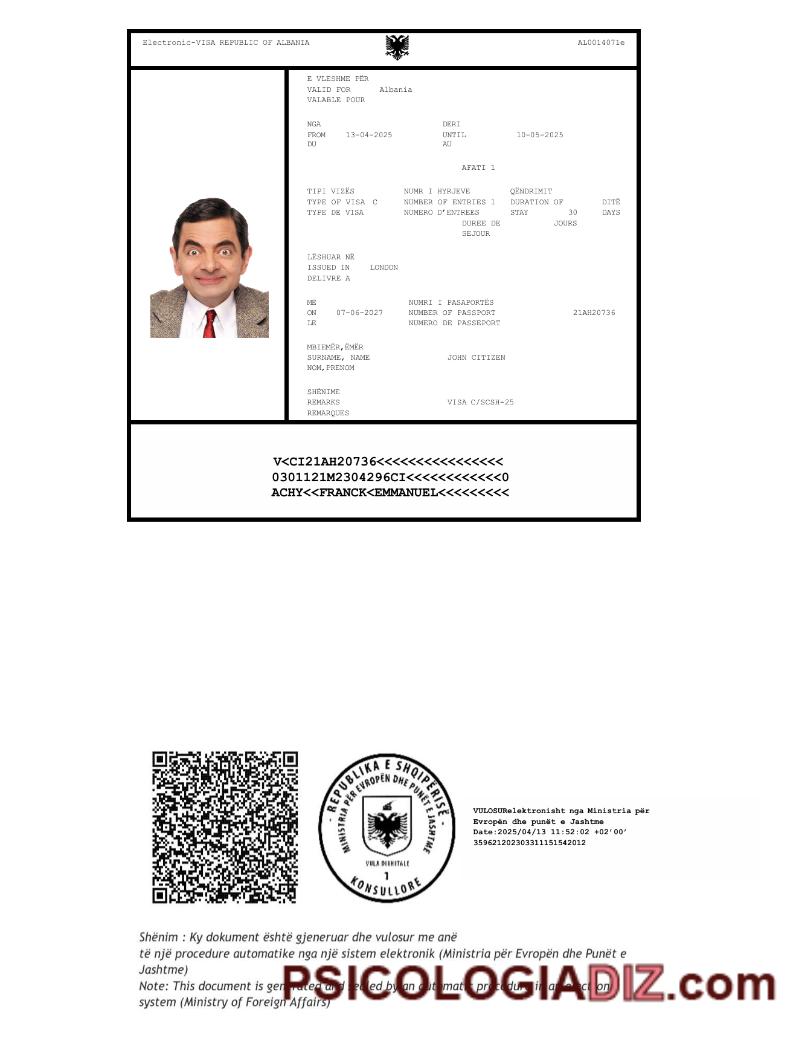 Electronic-VISA REPUBLIC OF ALBANIA
AL0014071e
E VLESHME PËR
VALID FOR Albania
VALABLE POUR
NGA DERI
FROM 13-04-2025 UNTIL 10-05-2025
DU AU
AFATI 1
TIPI VIZËS NUMR I HYRJEVE QËNDRIMIT
TYPE OF VISA C NUMBER OF ENTRIES 1 DURATION OF DITË
TYPE DE VISA NUMERO D'ENTREES STAY 30 DAYS
DUREE DE JOURS
SEJOUR
LËSHUAR NË
ISSUED IN LONDON
DELIVRE A
ME NUMRI I PASAPORTËS
ON 07-06-2027 NUMBER OF PASSPORT 21AH20736
LE NUMERO DE PASSEPORT
MBIEMËR,ËMËR
SURNAME, NAME JOHN CITIZEN
NOM,PRENOM
SHËNIME
REMARKS VISA C/SCSH-25
REMARQUES
V<CI21AH20736<<<<<<<<<<<<<<<<
0301121M2304296CI<<<<<<<<<<<<0
ACHY<<FRANCK<EMMANUEL<<<<<<<<<
· REPUBLIKA E SHQIPËRISË ·
MINISTRIA PËR EVROPËN DHE PUNËT E JASHTME
VULA DIGJITALE
1
KONSULLORE
VULOSURelektronisht nga Ministria për
Evropën dhe punët e Jashtme
Date:2025/04/13 11:52:02 +02'00'
359621202303311151542012
Shënim : Ky dokument është gjeneruar dhe vulosur me anë
të një procedure automatike nga një sistem elektronik (Ministria për Evropën dhe Punët e
Jashtme)
Note: This document is generated and sealed by an automatic procedure in an electronic
system (Ministry of Foreign Affairs)
PSICOLOGIADIZ.com